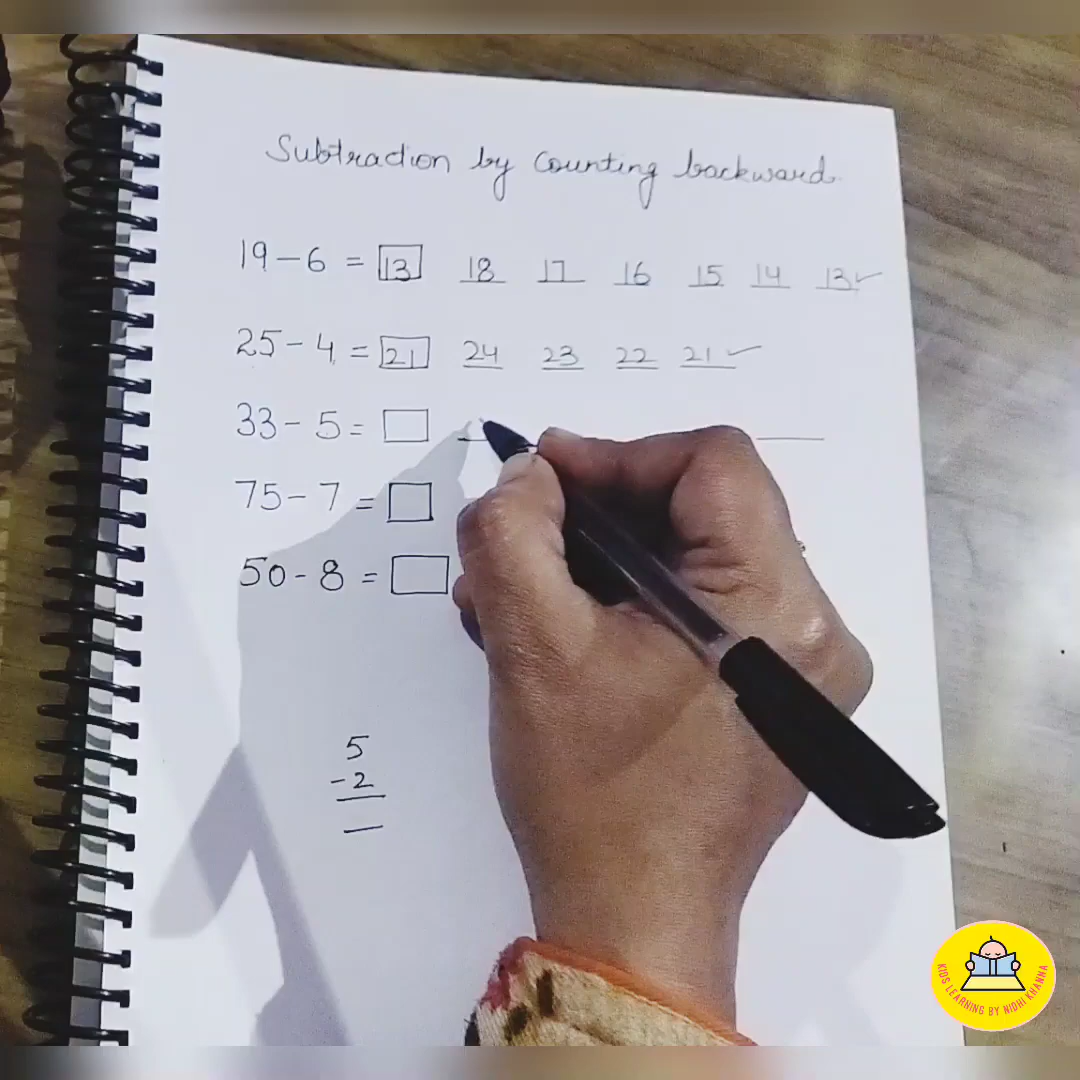 Subtraction by counting backward.
19 - 6 = 13 18 17 16 15 14 13 ✓
25 - 4 = 21 24 23 22 21 ✓
33 - 5 =
75 - 7 =
50 - 8 =
5
- 2
KIDS LEARNING BY NIDHI KHANNA